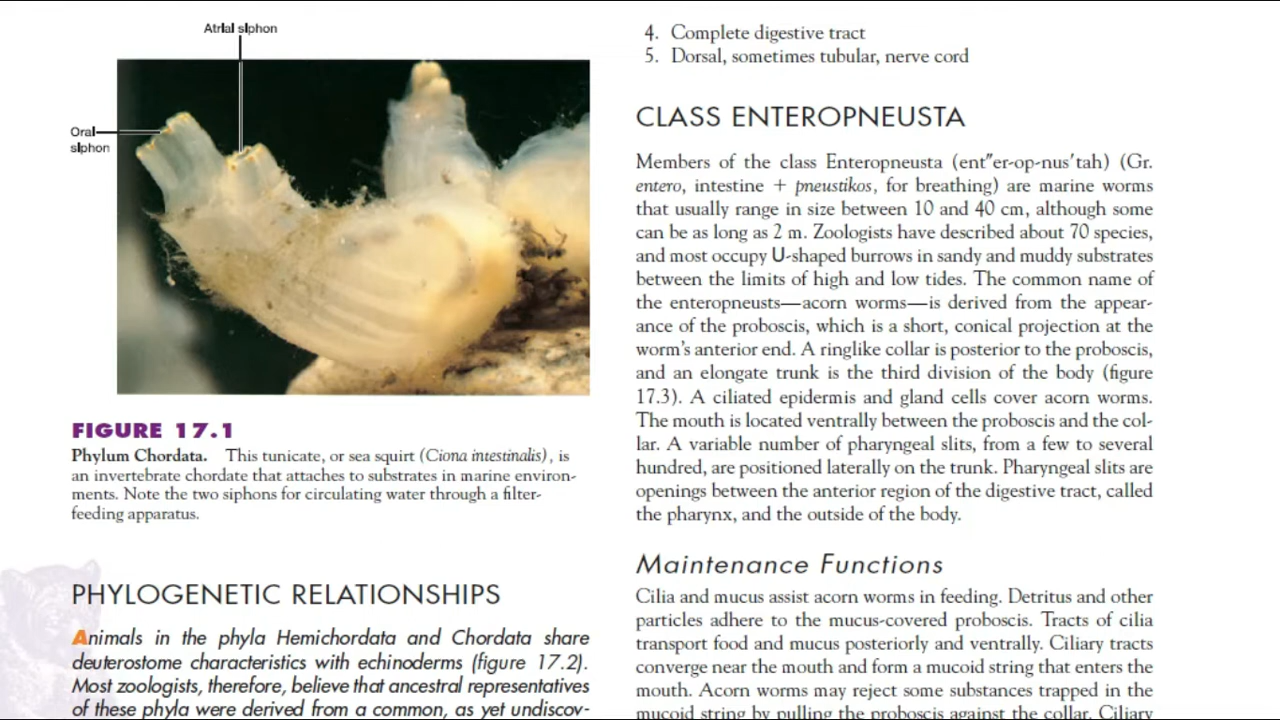 Atrial siphon
Oral
siphon
FIGURE 17.1
Phylum Chordata. This tunicate, or sea squirt (Ciona intestinalis), is
an invertebrate chordate that attaches to substrates in marine environ-
ments. Note the two siphons for circulating water through a filter-
feeding apparatus.
PHYLOGENETIC RELATIONSHIPS
Animals in the phyla Hemichordata and Chordata share
deuterostome characteristics with echinoderms (figure 17.2).
Most zoologists, therefore, believe that ancestral representatives
of these phyla were derived from a common, as yet undiscov-
4. Complete digestive tract
5. Dorsal, sometimes tubular, nerve cord
CLASS ENTEROPNEUSTA
Members of the class Enteropneusta (ent″er-op-nus′tah) (Gr.
entero, intestine + pneustikos, for breathing) are marine worms
that usually range in size between 10 and 40 cm, although some
can be as long as 2 m. Zoologists have described about 70 species,
and most occupy U-shaped burrows in sandy and muddy substrates
between the limits of high and low tides. The common name of
the enteropneusts—acorn worms—is derived from the appear-
ance of the proboscis, which is a short, conical projection at the
worm's anterior end. A ringlike collar is posterior to the proboscis,
and an elongate trunk is the third division of the body (figure
17.3). A ciliated epidermis and gland cells cover acorn worms.
The mouth is located ventrally between the proboscis and the col-
lar. A variable number of pharyngeal slits, from a few to several
hundred, are positioned laterally on the trunk. Pharyngeal slits are
openings between the anterior region of the digestive tract, called
the pharynx, and the outside of the body.
Maintenance Functions
Cilia and mucus assist acorn worms in feeding. Detritus and other
particles adhere to the mucus-covered proboscis. Tracts of cilia
transport food and mucus posteriorly and ventrally. Ciliary tracts
converge near the mouth and form a mucoid string that enters the
mouth. Acorn worms may reject some substances trapped in the
mucoid string by pulling the proboscis against the collar. Ciliary